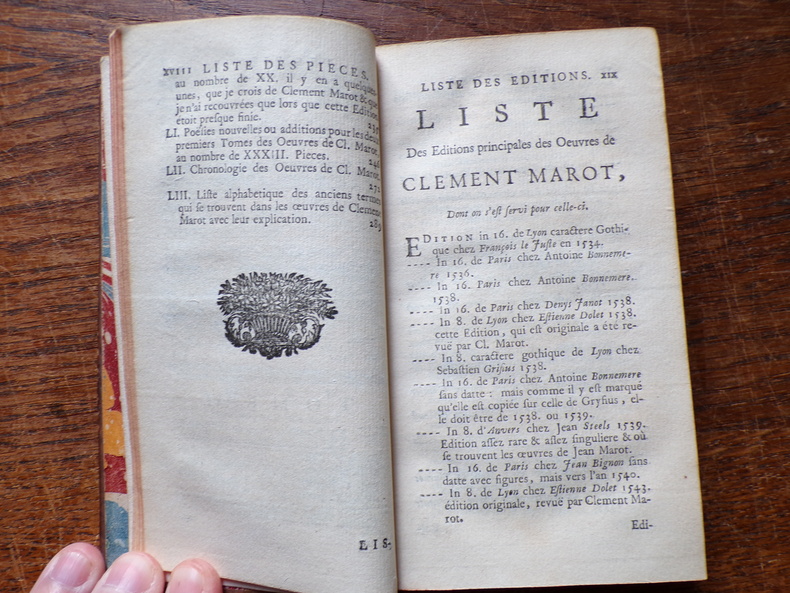 XVIII LISTE DES PIECES.
au nombre de XX. il y en a quelques
unes, que je crois de Clement Marot & que
je n'ai recouvrées que lors que cette Edition
étoit presque finie. 235
LI. Poësies nouvelles ou additions pour les deux
premiers Tomes des Oeuvres de Cl. Marot,
au nombre de XXXIII. Pieces. 246
LII. Chronologie des Oeuvres de Cl. Marot.
272
LIII. Liste alphabetique des anciens termes
qui se trouvent dans les œuvres de Clement
Marot avec leur explication. 289
LIS-
LISTE DES EDITIONS. XIX
LISTE
Des Editions principales des Oeuvres de
CLEMENT MAROT,
Dont on s'est servi pour celle-ci.
EDITION in 16. de Lyon caractere Gothi-
que chez François le Juste en 1534.
---- In 16. de Paris chez Antoine Bonneme-
re 1536.
---- In 16. Paris chez Antoine Bonnemere.
1538.
---- In 16. de Paris chez Denys Janot 1538.
---- In 8. de Lyon chez Estienne Dolet 1538.
cette Edition, qui est originale a été re-
vuë par Cl. Marot.
---- In 8. caractere gothique de Lyon chez
Sebastien Grifius 1538.
---- In 16. de Paris chez Antoine Bonnemere
sans datte : mais comme il y est marqué
qu'elle est copiée sur celle de Gryfius, el-
le doit être de 1538. ou 1539.
---- In 8. d'Anvers chez Jean Steels 1539.
Edition assez rare & assez singuliere & où
se trouvent les œuvres de Jean Marot.
---- In 16. de Paris chez Jean Bignon sans
datte avec figures, mais vers l'an 1540.
---- In 8. de Lyon chez Estienne Dolet 1543.
édition originale, revuë par Clement Ma-
rot.
Edi-